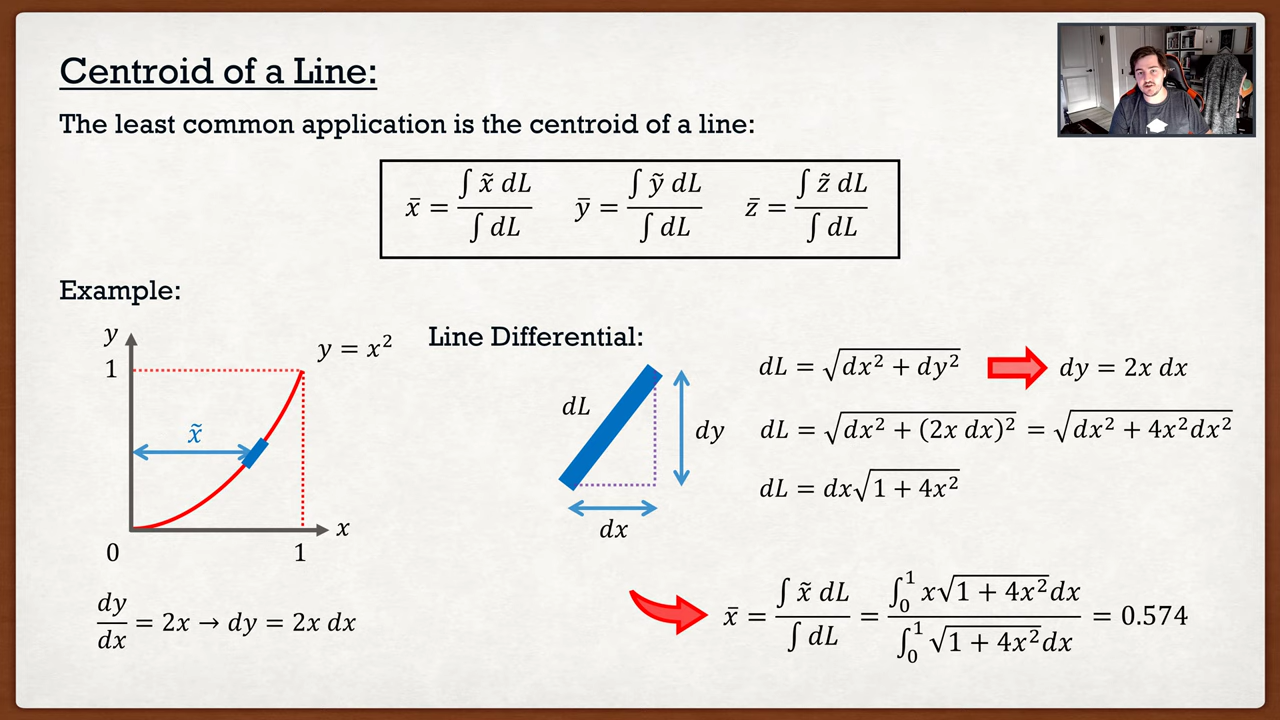 Centroid of a Line:
The least common application is the centroid of a line:
x̄ = ∫ x̃ dL / ∫ dL    ȳ = ∫ ỹ dL / ∫ dL    z̄ = ∫ z̃ dL / ∫ dL
Example:
y
1
y = x²
x̃
0
1
x
dy/dx = 2x → dy = 2x dx
Line Differential:
dL
dy
dx
dL = √(dx² + dy²)
dy = 2x dx
dL = √(dx² + (2x dx)²) = √(dx² + 4x²dx²)
dL = dx√(1 + 4x²)
x̄ = ∫ x̃ dL / ∫ dL = ∫₀¹ x√(1 + 4x²)dx / ∫₀¹ √(1 + 4x²)dx = 0.574